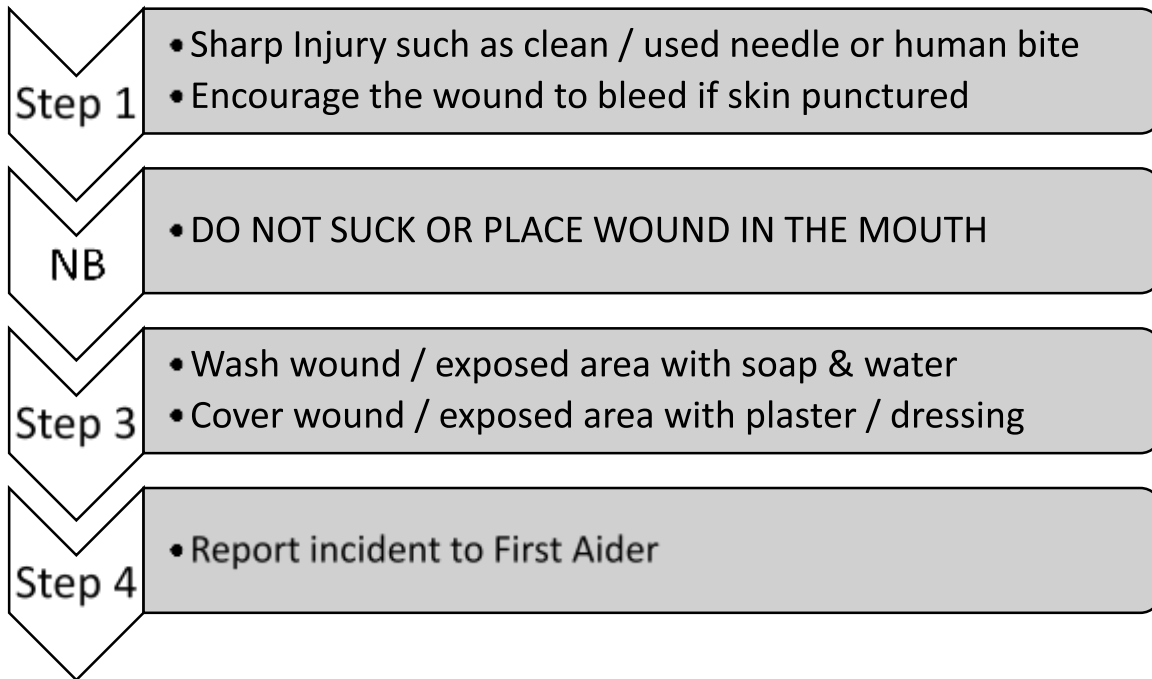 Step 1
• Sharp Injury such as clean / used needle or human bite
• Encourage the wound to bleed if skin punctured
NB
• DO NOT SUCK OR PLACE WOUND IN THE MOUTH
Step 3
• Wash wound / exposed area with soap & water
• Cover wound / exposed area with plaster / dressing
Step 4
• Report incident to First Aider